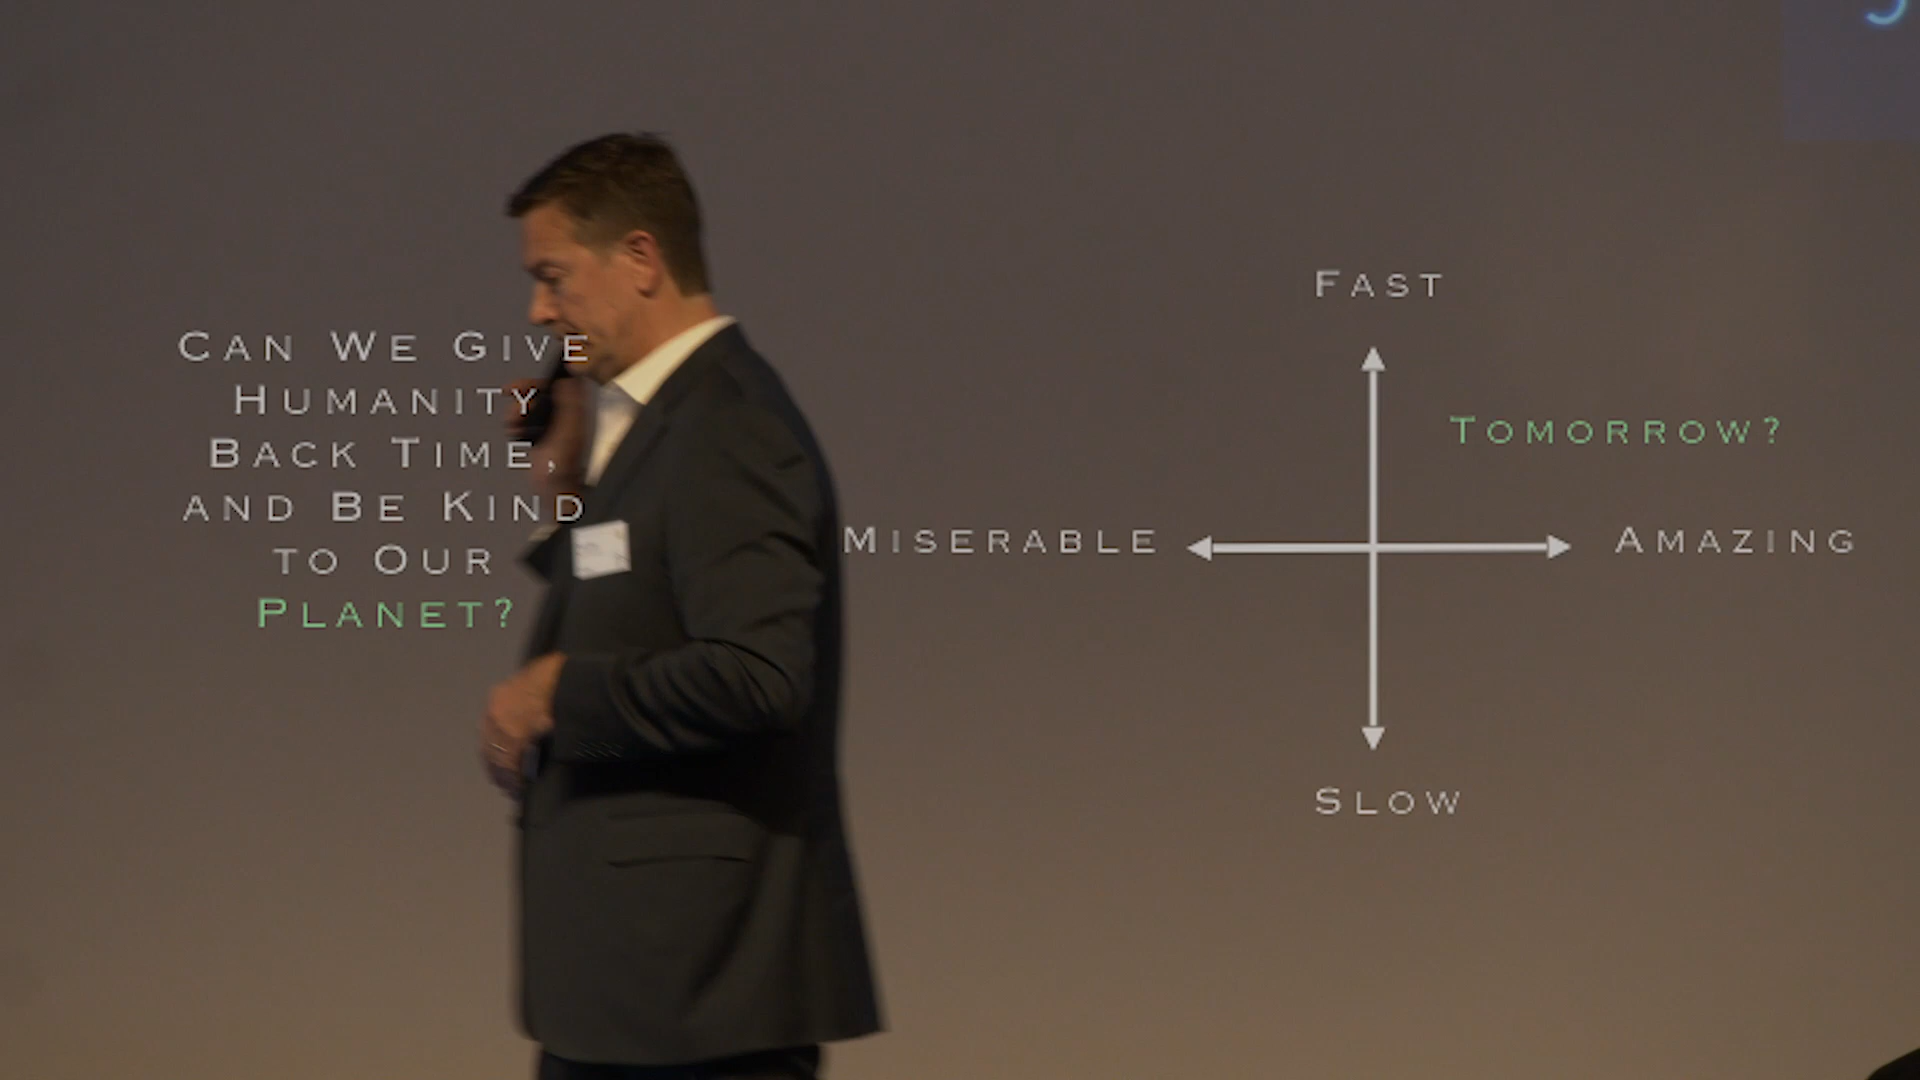 Can We Give
Humanity
Back Time,
and Be Kind
to Our
Planet?
Fast
Tomorrow?
Miserable
Amazing
Slow